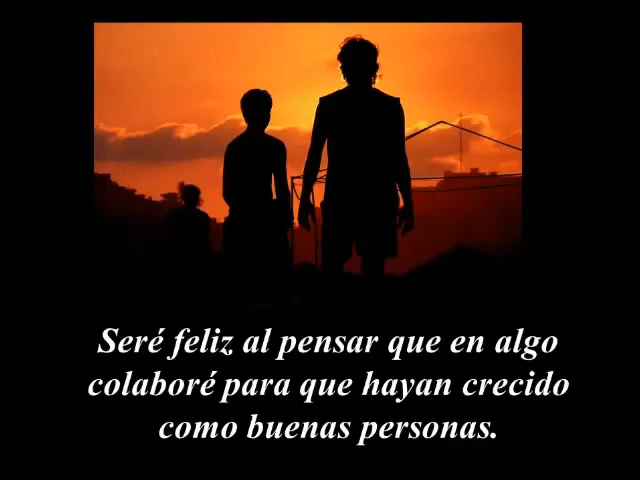 Seré feliz al pensar que en algo
colaboré para que hayan crecido
como buenas personas.